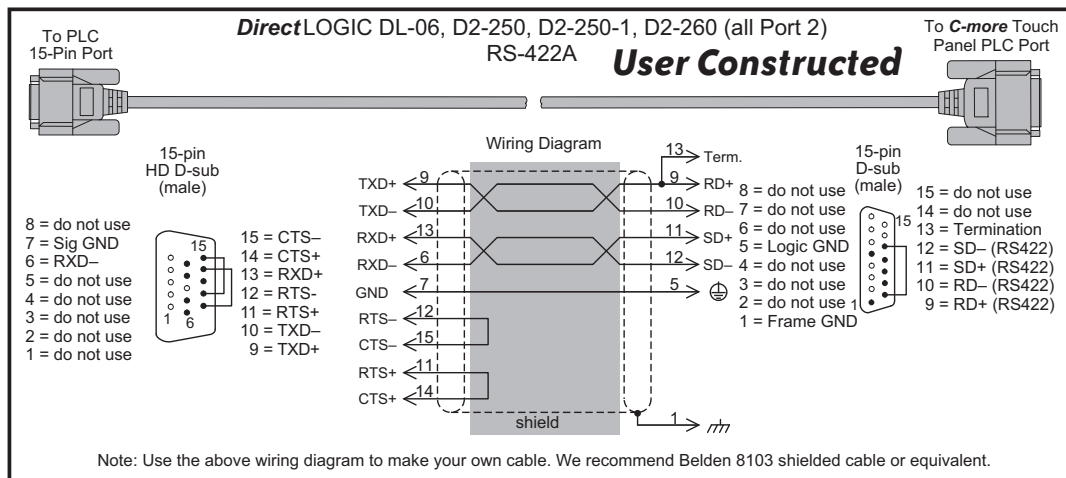 DirectLOGIC DL-06, D2-250, D2-250-1, D2-260 (all Port 2)
RS-422A
User Constructed
To PLC
15-Pin Port
To C-more Touch
Panel PLC Port
15-pin
HD D-sub
(male)
8 = do not use
7 = Sig GND
6 = RXD–
5 = do not use
4 = do not use
3 = do not use
2 = do not use
1 = do not use
15
1 6
15 = CTS–
14 = CTS+
13 = RXD+
12 = RTS-
11 = RTS+
10 = TXD–
9 = TXD+
Wiring Diagram
13 Term.
TXD+ 9 9 RD+
TXD– 10 10 RD–
RXD+ 13 11 SD+
RXD– 6 12 SD–
GND 7 5
RTS– 12
CTS– 15
RTS+ 11
CTS+ 14
shield
1
8 = do not use
7 = do not use
6 = do not use
5 = Logic GND
4 = do not use
3 = do not use
2 = do not use
1 = Frame GND
15-pin
D-sub
(male)
15
1
15 = do not use
14 = do not use
13 = Termination
12 = SD– (RS422)
11 = SD+ (RS422)
10 = RD– (RS422)
9 = RD+ (RS422)
Note: Use the above wiring diagram to make your own cable. We recommend Belden 8103 shielded cable or equivalent.